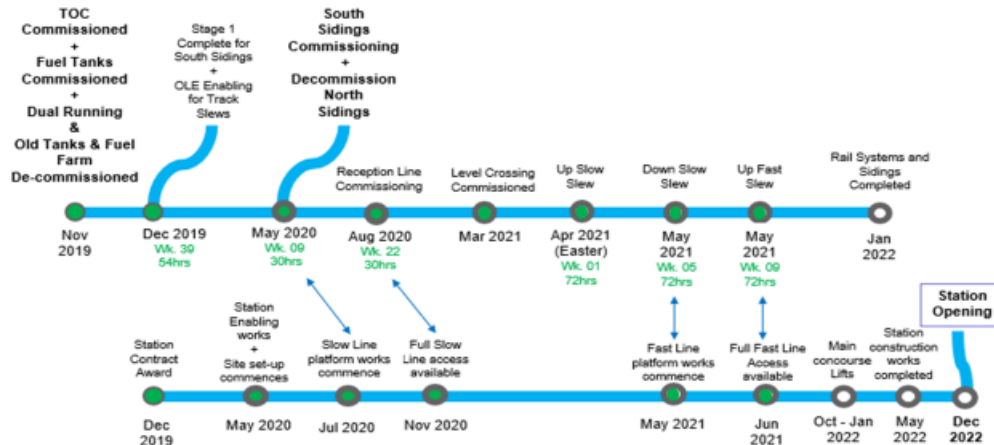 TOC
Commissioned
+
Fuel Tanks
Commissioned
+
Dual Running
&
Old Tanks & Fuel
Farm
De-commissioned
Stage 1
Complete for
South Sidings
+
OLE Enabling
for Track
Slews
South
Sidings
Commissioning
+
Decommission
North
Sidings
Reception Line
Commissioning
Level Crossing
Commissioned
Up Slow
Slew
Down Slow
Slew
Up Fast
Slew
Rail Systems and
Sidings
Completed
Nov
2019
Dec 2019
Wk. 39
54hrs
May 2020
Wk. 09
30hrs
Aug 2020
Wk. 22
30hrs
Mar 2021
Apr 2021
(Easter)
Wk. 01
72hrs
May
2021
Wk. 05
72hrs
May
2021
Wk. 09
72hrs
Jan
2022
Station
Contract
Award
Station
Enabling
works
+
Site set-up
commences
Slow Line
platform works
commence
Full Slow
Line access
available
Fast Line
platform works
commence
Full Fast Line
Access
available
Main
concourse
Lifts
Station
construction
works
completed
Station
Opening
Dec
2019
May 2020
Jul 2020
Nov 2020
May 2021
Jun
2021
Oct - Jan
2022
May
2022
Dec
2022